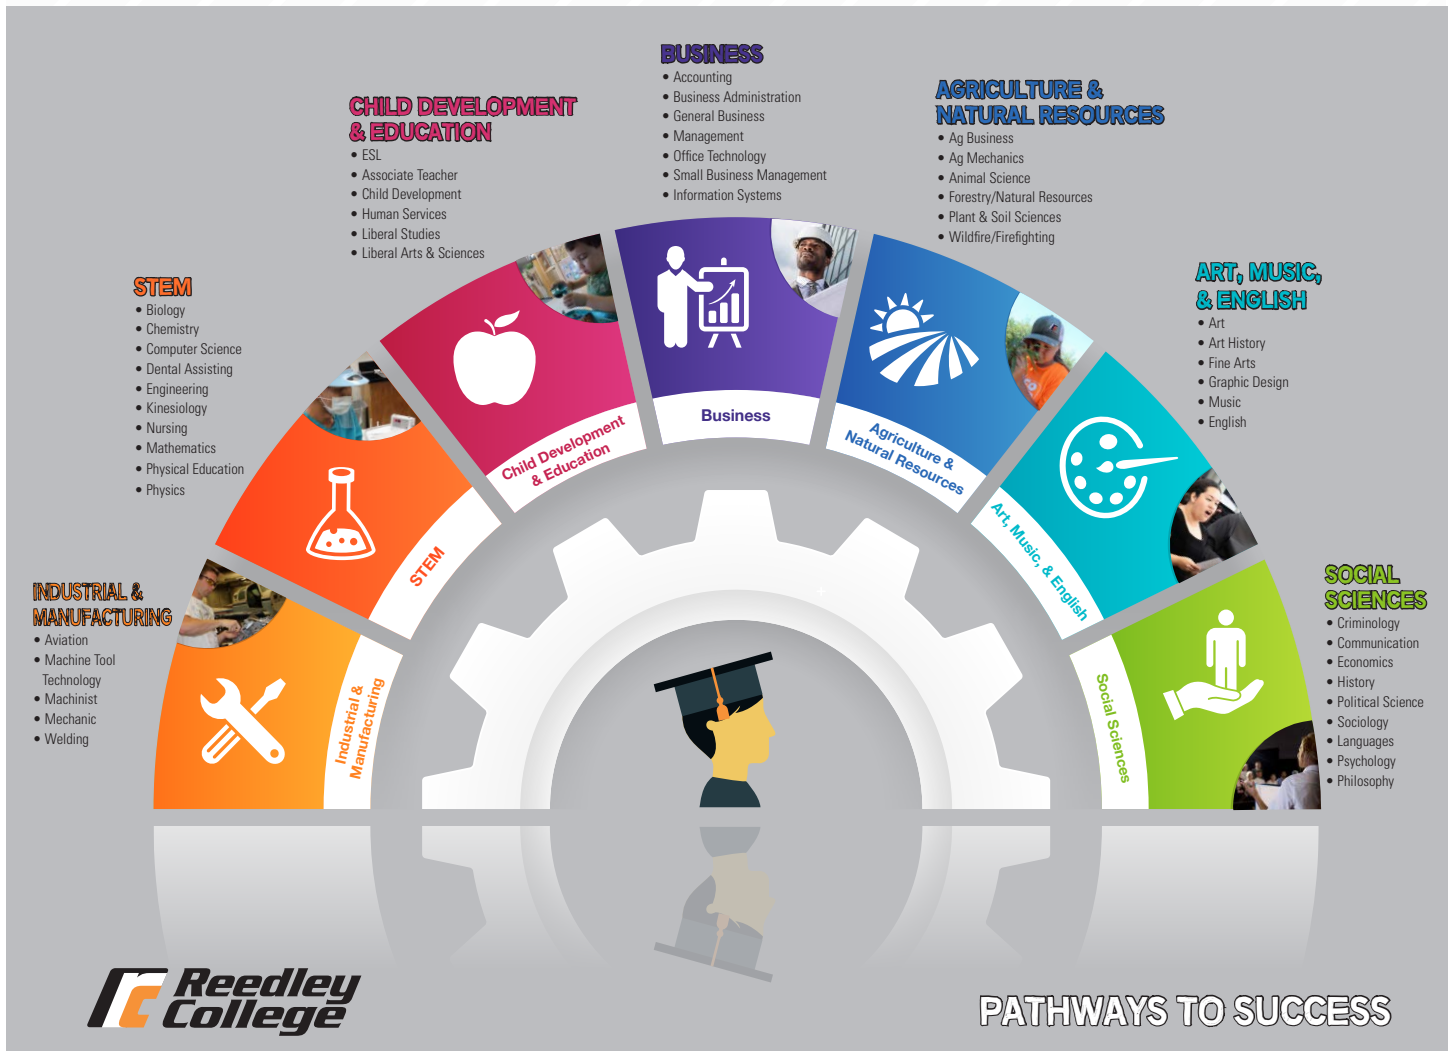 BUSINESS
• Accounting
• Business Administration
• General Business
• Management
• Office Technology
• Small Business Management
• Information Systems
CHILD DEVELOPMENT
& EDUCATION
• ESL
• Associate Teacher
• Child Development
• Human Services
• Liberal Studies
• Liberal Arts & Sciences
AGRICULTURE &
NATURAL RESOURCES
• Ag Business
• Ag Mechanics
• Animal Science
• Forestry/Natural Resources
• Plant & Soil Sciences
• Wildfire/Firefighting
STEM
• Biology
• Chemistry
• Computer Science
• Dental Assisting
• Engineering
• Kinesiology
• Nursing
• Mathematics
• Physical Education
• Physics
ART, MUSIC,
& ENGLISH
• Art
• Art History
• Fine Arts
• Graphic Design
• Music
• English
INDUSTRIAL &
MANUFACTURING
• Aviation
• Machine Tool
Technology
• Machinist
• Mechanic
• Welding
SOCIAL
SCIENCES
• Criminology
• Communication
• Economics
• History
• Political Science
• Sociology
• Languages
• Psychology
• Philosophy
Industrial &
Manufacturing
STEM
Child Development
& Education
Business
Agriculture &
Natural Resources
Art, Music, & English
Social Sciences
rc Reedley
College
PATHWAYS TO SUCCESS